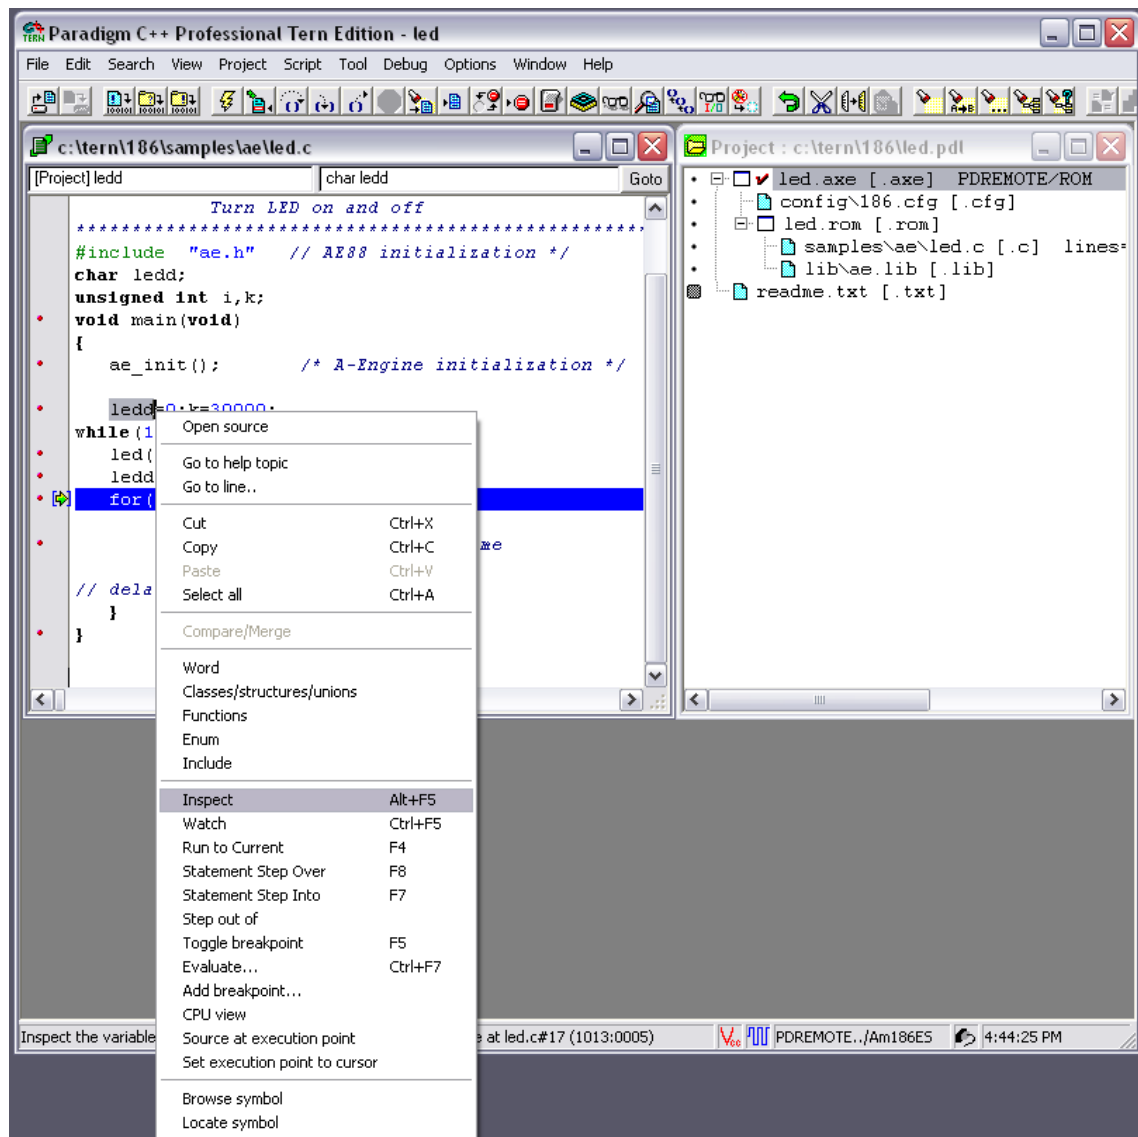 Paradigm C++ Professional Tern Edition - led
File Edit Search View Project Script Tool Debug Options Window Help
c:\tern\186\samples\ae\led.c
[Project] ledd char ledd Goto
Turn LED on and off
#include "ae.h" // AE88 initialization */
char ledd;
unsigned int i,k;
void main(void)
{
ae_init(); /* A-Engine initialization */
ledd=0;k=30000;
while(1
led(
ledd
for(
me
// dela
}
}
Project : c:\tern\186\led.pdl
led.axe [.axe] PDREMOTE/ROM
config\186.cfg [.cfg]
led.rom [.rom]
samples\ae\led.c [.c] lines=
lib\ae.lib [.lib]
readme.txt [.txt]
Open source
Go to help topic
Go to line..
Cut Ctrl+X
Copy Ctrl+C
Paste Ctrl+V
Select all Ctrl+A
Compare/Merge
Word
Classes/structures/unions
Functions
Enum
Include
Inspect Alt+F5
Watch Ctrl+F5
Run to Current F4
Statement Step Over F8
Statement Step Into F7
Step out of
Toggle breakpoint F5
Evaluate... Ctrl+F7
Add breakpoint...
CPU view
Source at execution point
Set execution point to cursor
Browse symbol
Locate symbol
Inspect the variable e at led.c#17 (1013:0005) Vcc PDREMOTE../Am186ES 4:44:25 PM